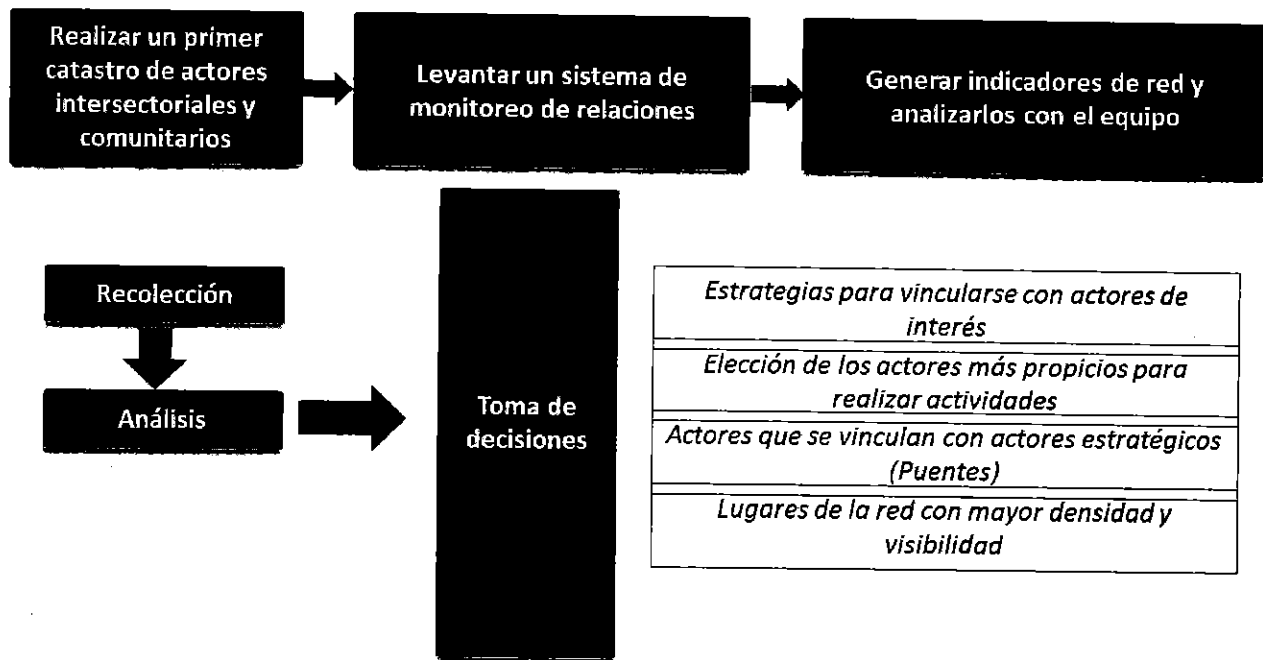 Realizar un primer
catastro de actores
intersectoriales y
comunitarios
Levantar un sistema de
monitoreo de relaciones
Generar indicadores de red y
analizarlos con el equipo
Recolección
Análisis
Toma de
decisiones
Estrategias para vincularse con actores de
interés
Elección de los actores más propicios para
realizar actividades
Actores que se vinculan con actores estratégicos
(Puentes)
Lugares de la red con mayor densidad y
visibilidad